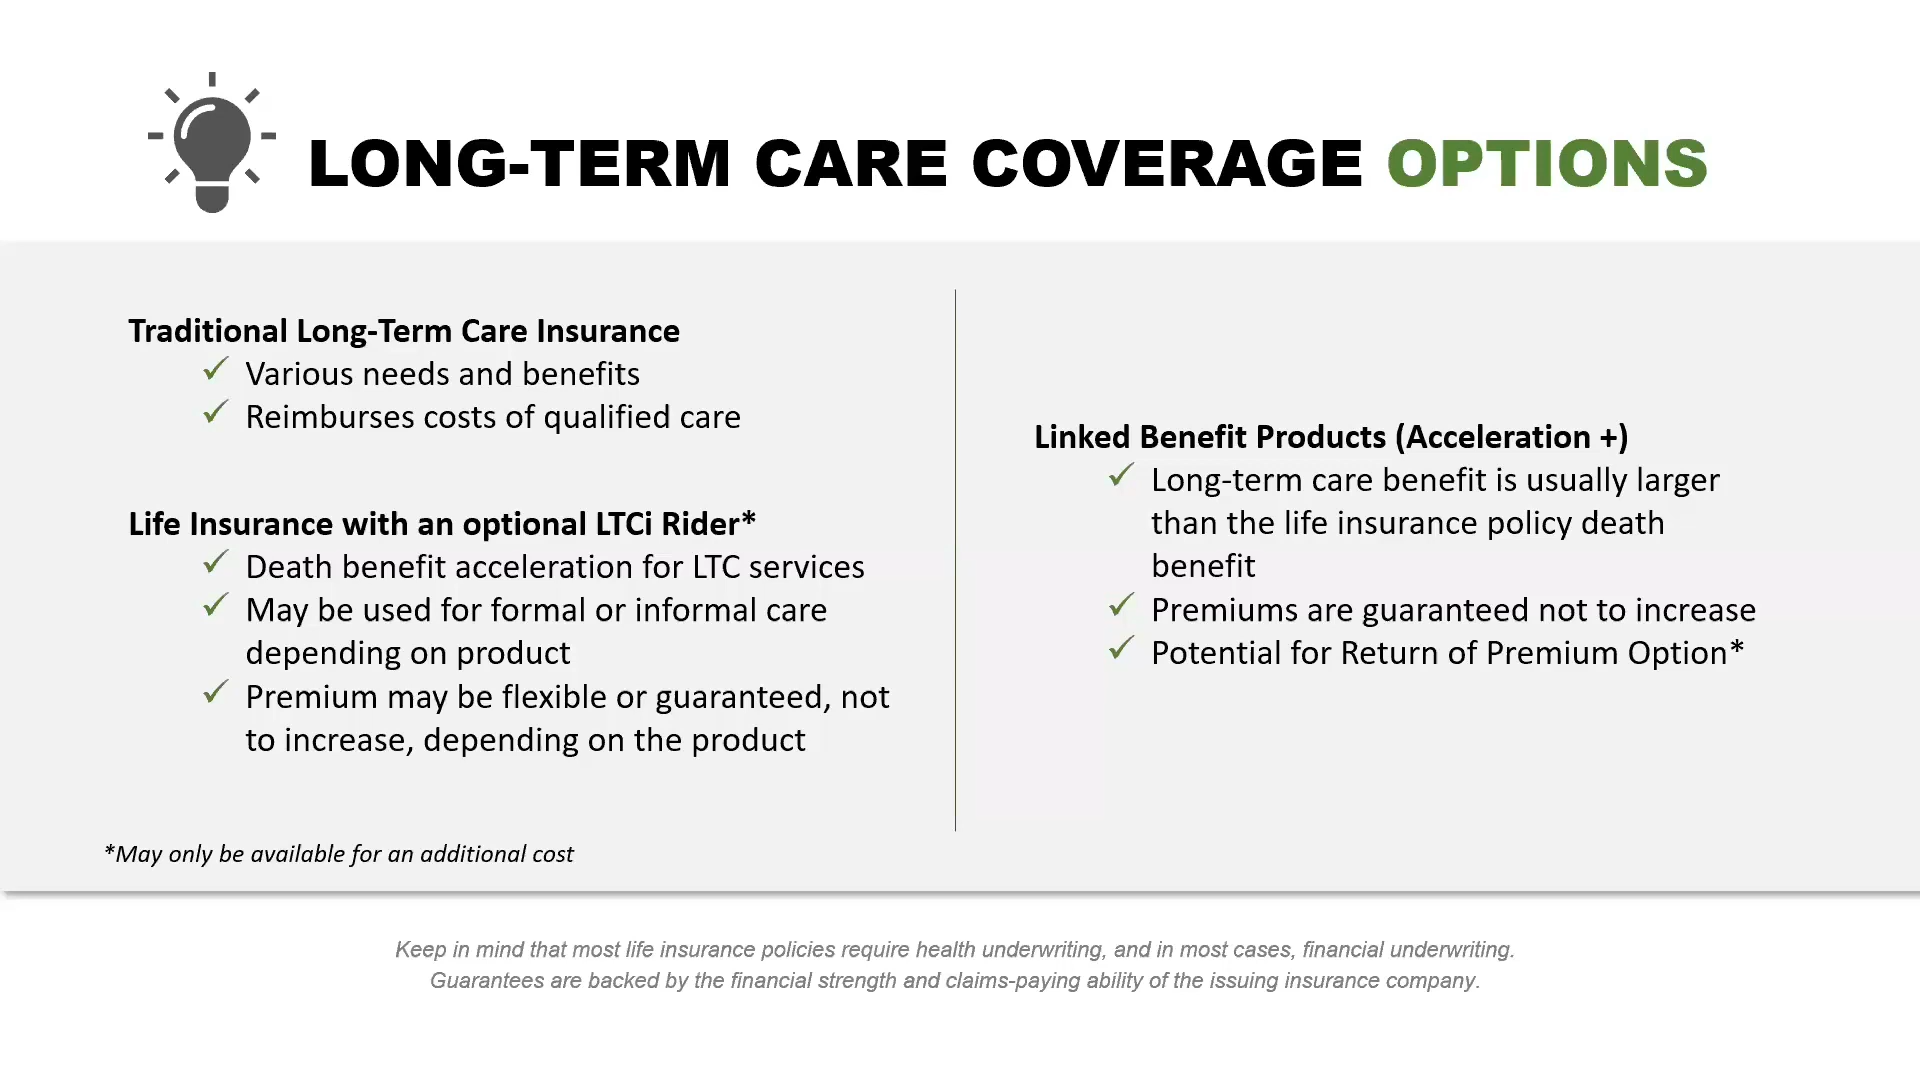 LONG-TERM CARE COVERAGE OPTIONS
Traditional Long-Term Care Insurance
✓ Various needs and benefits
✓ Reimburses costs of qualified care
Life Insurance with an optional LTCi Rider*
✓ Death benefit acceleration for LTC services
✓ May be used for formal or informal care
depending on product
✓ Premium may be flexible or guaranteed, not
to increase, depending on the product
*May only be available for an additional cost
Linked Benefit Products (Acceleration +)
✓ Long-term care benefit is usually larger
than the life insurance policy death
benefit
✓ Premiums are guaranteed not to increase
✓ Potential for Return of Premium Option*
Keep in mind that most life insurance policies require health underwriting, and in most cases, financial underwriting.
Guarantees are backed by the financial strength and claims-paying ability of the issuing insurance company.